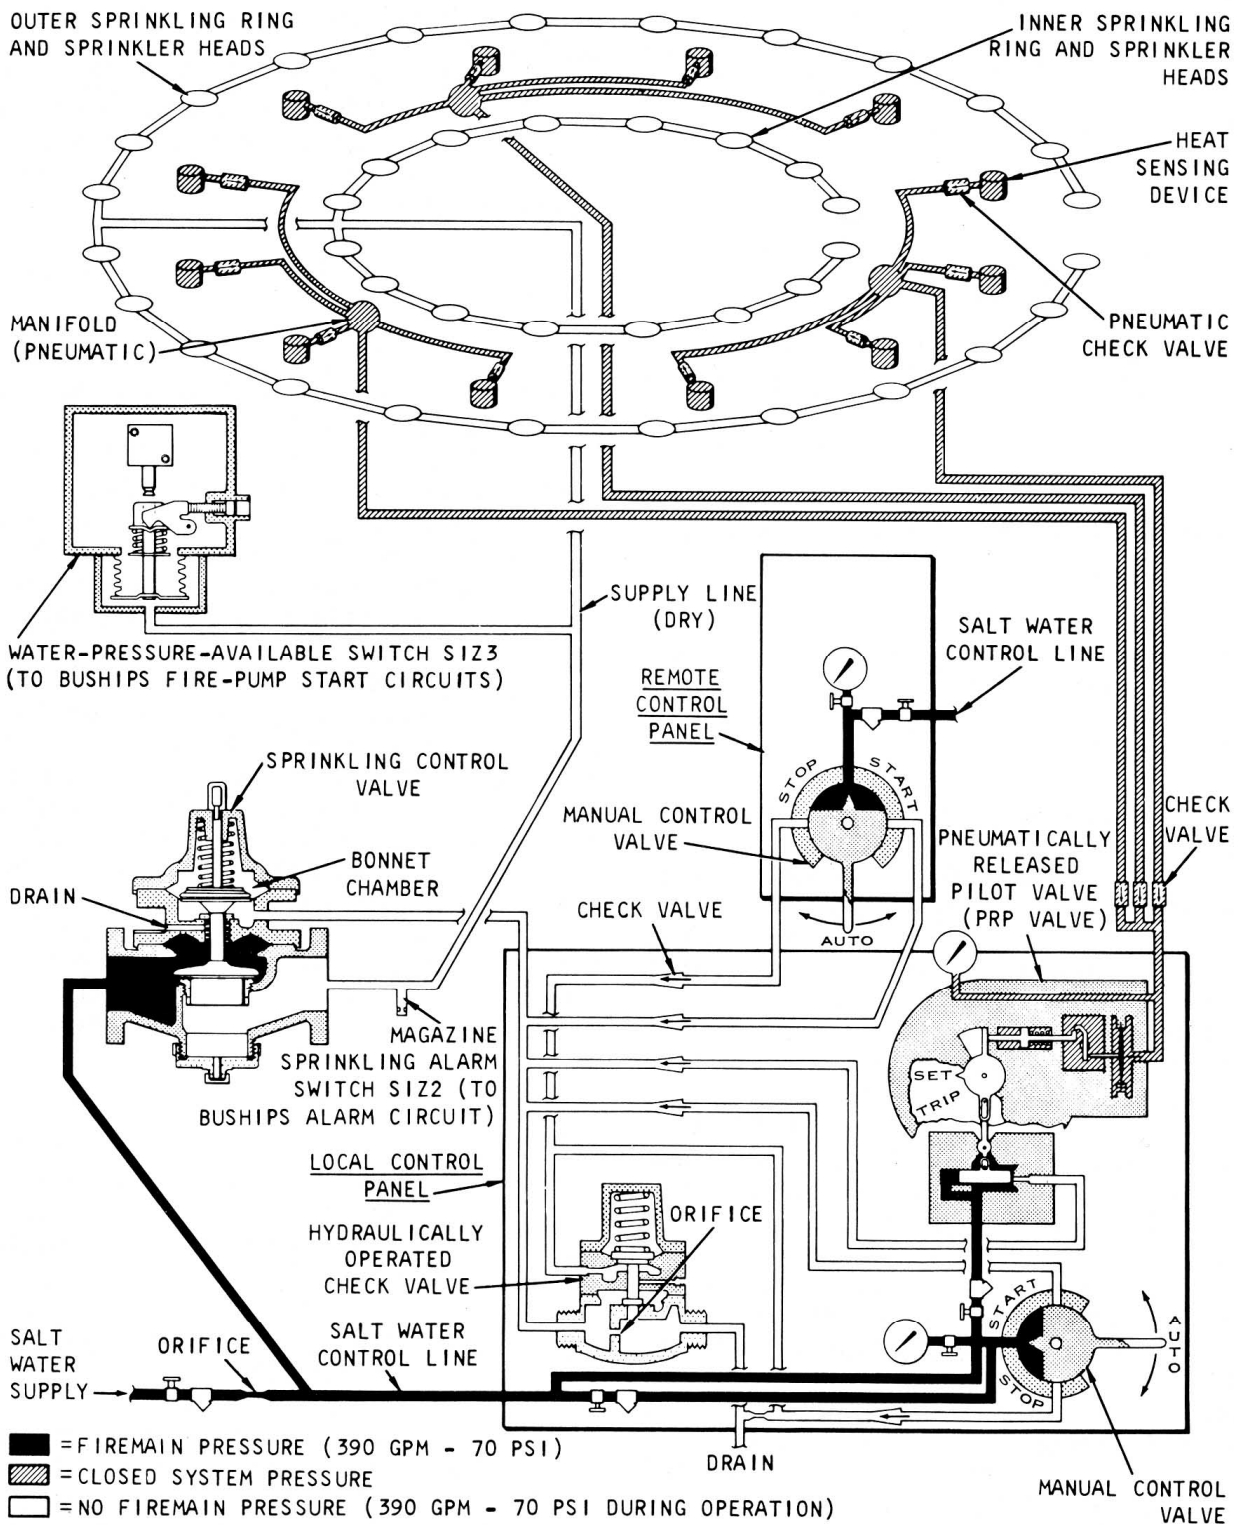 OUTER SPRINKLING RING
AND SPRINKLER HEADS
INNER SPRINKLING
RING AND SPRINKLER
HEADS
HEAT
SENSING
DEVICE
MANIFOLD
(PNEUMATIC)
PNEUMATIC
CHECK VALVE
WATER-PRESSURE-AVAILABLE SWITCH SIZ3
(TO BUSHIPS FIRE-PUMP START CIRCUITS)
SUPPLY LINE
(DRY)
SALT WATER
CONTROL LINE
REMOTE
CONTROL
PANEL
SPRINKLING CONTROL
VALVE
STOP
START
MANUAL CONTROL
VALVE
AUTO
CHECK
VALVE
PNEUMATICALLY
RELEASED
PILOT VALVE
(PRP VALVE)
BONNET
CHAMBER
DRAIN
CHECK VALVE
MAGAZINE
SPRINKLING ALARM
SWITCH SIZ2 (TO
BUSHIPS ALARM CIRCUIT)
SET
TRIP
LOCAL CONTROL
PANEL
HYDRAULICALLY
OPERATED
CHECK VALVE
ORIFICE
START
STOP
AUTO
SALT
WATER
SUPPLY
ORIFICE
SALT WATER
CONTROL LINE
DRAIN
MANUAL CONTROL
VALVE
=FIREMAIN PRESSURE (390 GPM - 70 PSI)
=CLOSED SYSTEM PRESSURE
=NO FIREMAIN PRESSURE (390 GPM - 70 PSI DURING OPERATION)